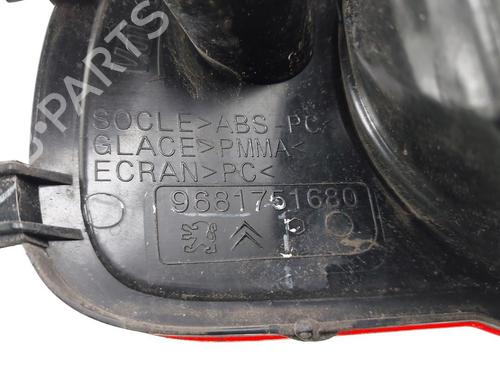 SOCLE>ABS-PC<
GLACE>PMMA<
ECRAN>PC<
9681751680
B-PARTS